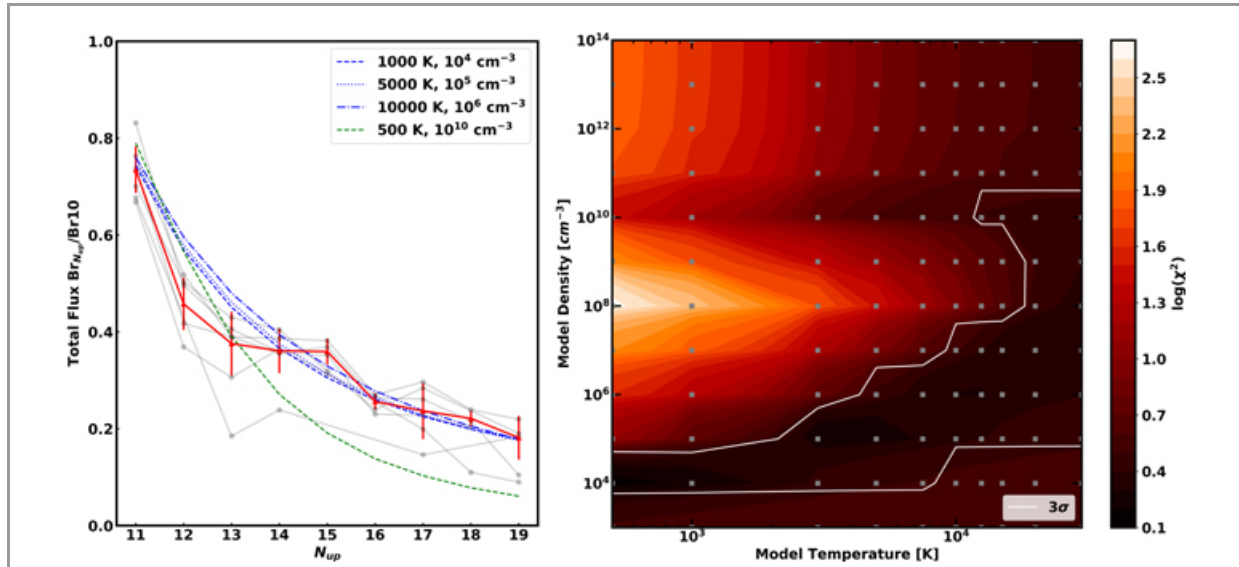 1.0
0.8
0.6
0.4
0.2
0.0
Total Flux Br_{N_{up}}/Br10
11 12 13 14 15 16 17 18 19
N_{up}
1000 K, 10^4 cm^{-3}
5000 K, 10^5 cm^{-3}
10000 K, 10^6 cm^{-3}
500 K, 10^{10} cm^{-3}
10^{14}
10^{12}
10^{10}
10^8
10^6
10^4
Model Density [cm^{-3}]
10^3 10^4
Model Temperature [K]
3σ
2.5
2.2
1.9
1.6
1.3
1.0
0.7
0.4
0.1
log(χ^2)